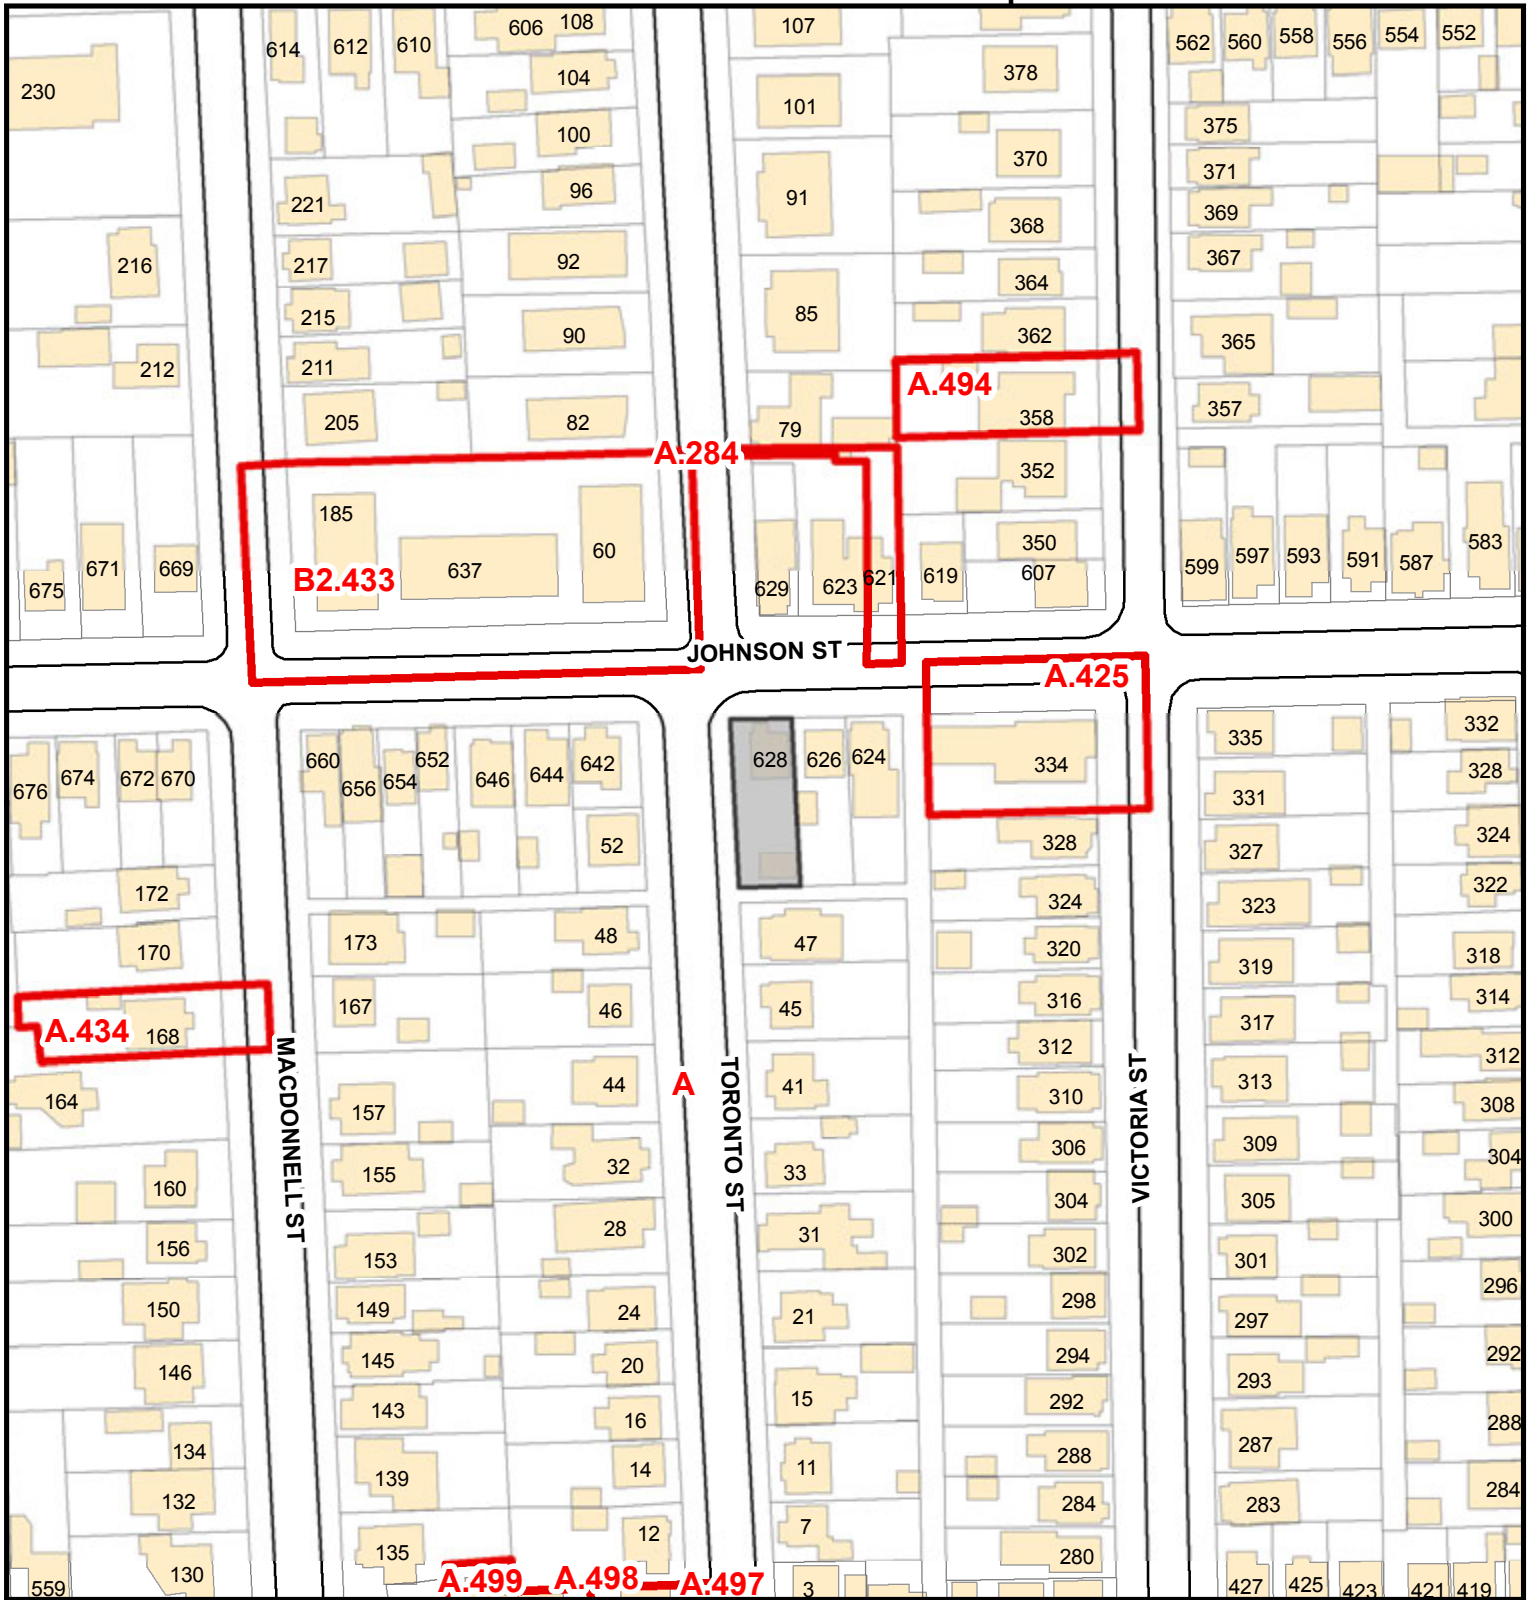 614 612 610 606 108 107 562 560 558 556 554 552
230 104 101 378 375
100 370 371
221 96 91 368 369
216 217 92 364 367
215 90 85 362 365
212 211 A.494
205 82 79 358 357
A.284 352
185 60 350 599 597 593 591 587 583
675 671 669 B2.433 637 629 623 621 619 607
JOHNSON ST
A.425
335 332
676 674 672 670 660 656 654 652 646 644 642 628 626 624 334 331 328
52 328 327 324
172 324 323 322
170 173 48 47 320 319 318
A.434 168 167 46 45 316 317 314
312 312
164 157 44 A 41 310 313 308
MACDONNELL ST
TORONTO ST
VICTORIA ST
155 32 33 306 309 304
160 304 305 300
156 153 28 31 302 301
150 149 24 21 298 297 296
146 145 20 15 294 293 292
143 16 292 288
134 139 14 11 288 287
132 284 283 284
135 12 7 280
559 130 A.499 A.498 A.497 3 427 425 423 421 419